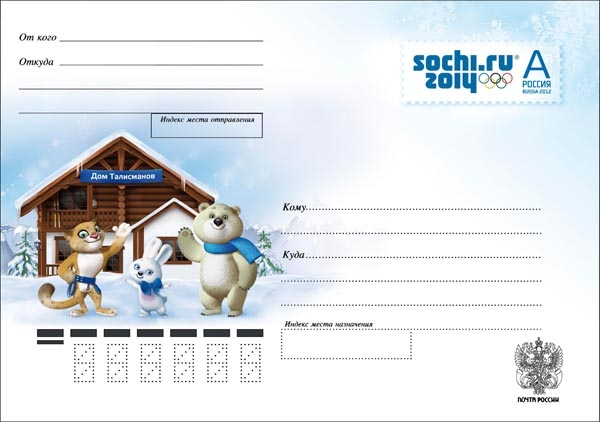 От кого
Откуда
Индекс места отправления
sochi.ru
2014
А
РОССИЯ
RUSSIA 2012
Дом Талисманов
Кому
Куда
Индекс места назначения
ПОЧТА РОССИИ